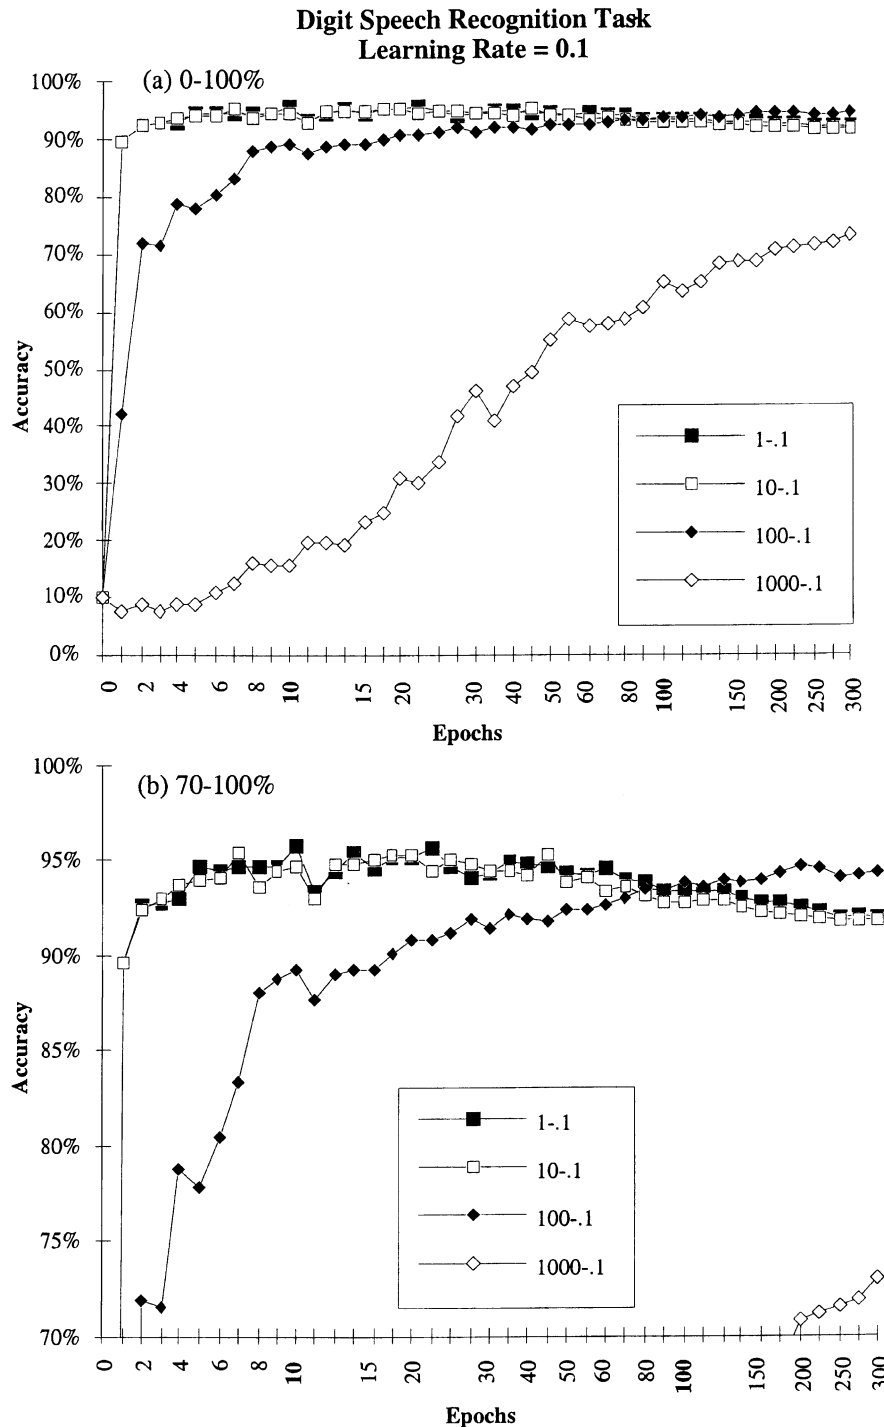 Digit Speech Recognition Task
Learning Rate = 0.1
(a) 0-100%
100%
90%
80%
70%
60%
50%
40%
30%
20%
10%
0%
Accuracy
1-.1
10-.1
100-.1
1000-.1
0 2 4 6 8 10 15 20 30 40 60 80 100 150 200 250 300
Epochs
(b) 70-100%
100%
95%
90%
85%
80%
75%
70%
Accuracy
1-.1
10-.1
100-.1
1000-.1
0 2 4 6 8 10 15 20 30 40 60 80 100 150 200 250 300
Epochs